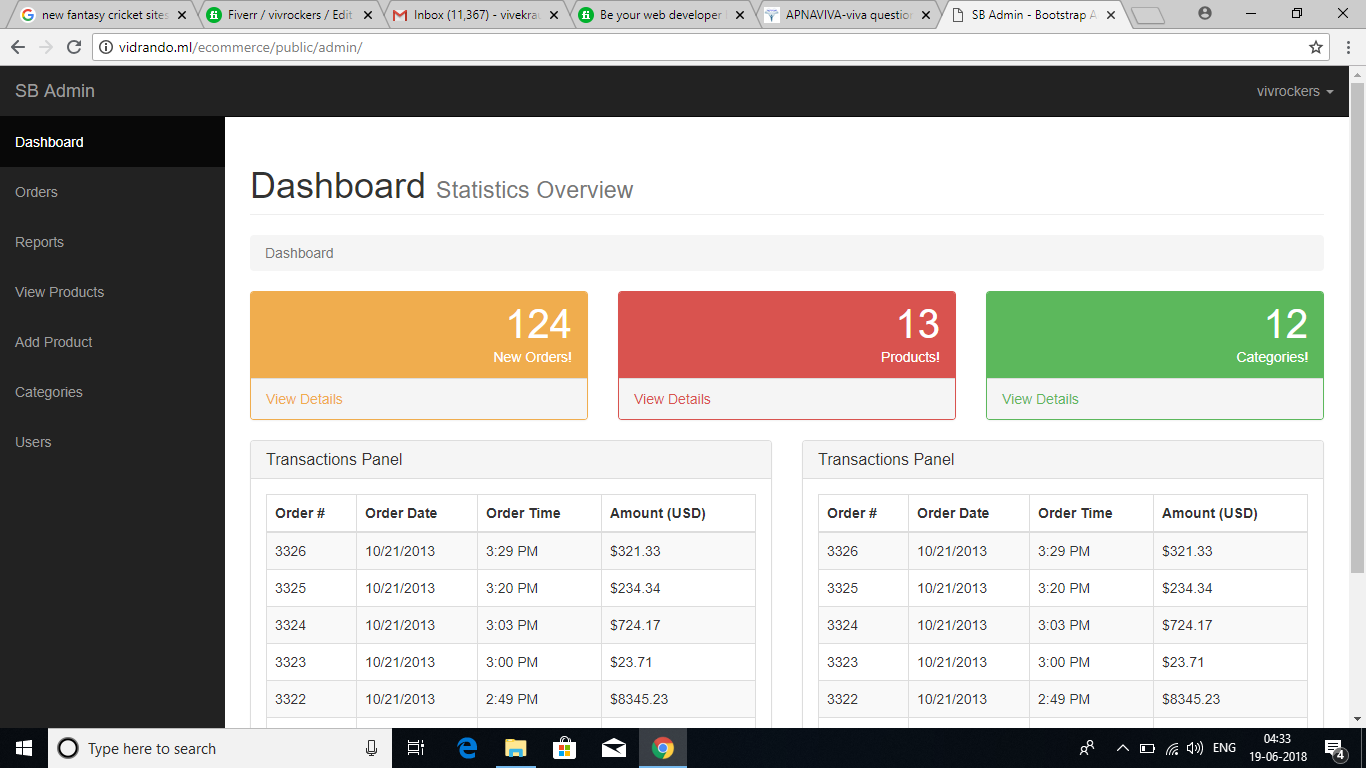 new fantasy cricket sites
Fiverr / vivrockers / Edit
Inbox (11,367) - vivekra
Be your web developer
APNAVIVA-viva questio
SB Admin - Bootstrap A
vidrando.ml/ecommerce/public/admin/
SB Admin
vivrockers
Dashboard
Orders
Reports
View Products
Add Product
Categories
Users
Dashboard Statistics Overview
Dashboard
124
New Orders!
View Details
13
Products!
View Details
12
Categories!
View Details
Transactions Panel
Order # Order Date Order Time Amount (USD)
3326 10/21/2013 3:29 PM $321.33
3325 10/21/2013 3:20 PM $234.34
3324 10/21/2013 3:03 PM $724.17
3323 10/21/2013 3:00 PM $23.71
3322 10/21/2013 2:49 PM $8345.23
Transactions Panel
Order # Order Date Order Time Amount (USD)
3326 10/21/2013 3:29 PM $321.33
3325 10/21/2013 3:20 PM $234.34
3324 10/21/2013 3:03 PM $724.17
3323 10/21/2013 3:00 PM $23.71
3322 10/21/2013 2:49 PM $8345.23
Type here to search
ENG
04:33
19-06-2018
4